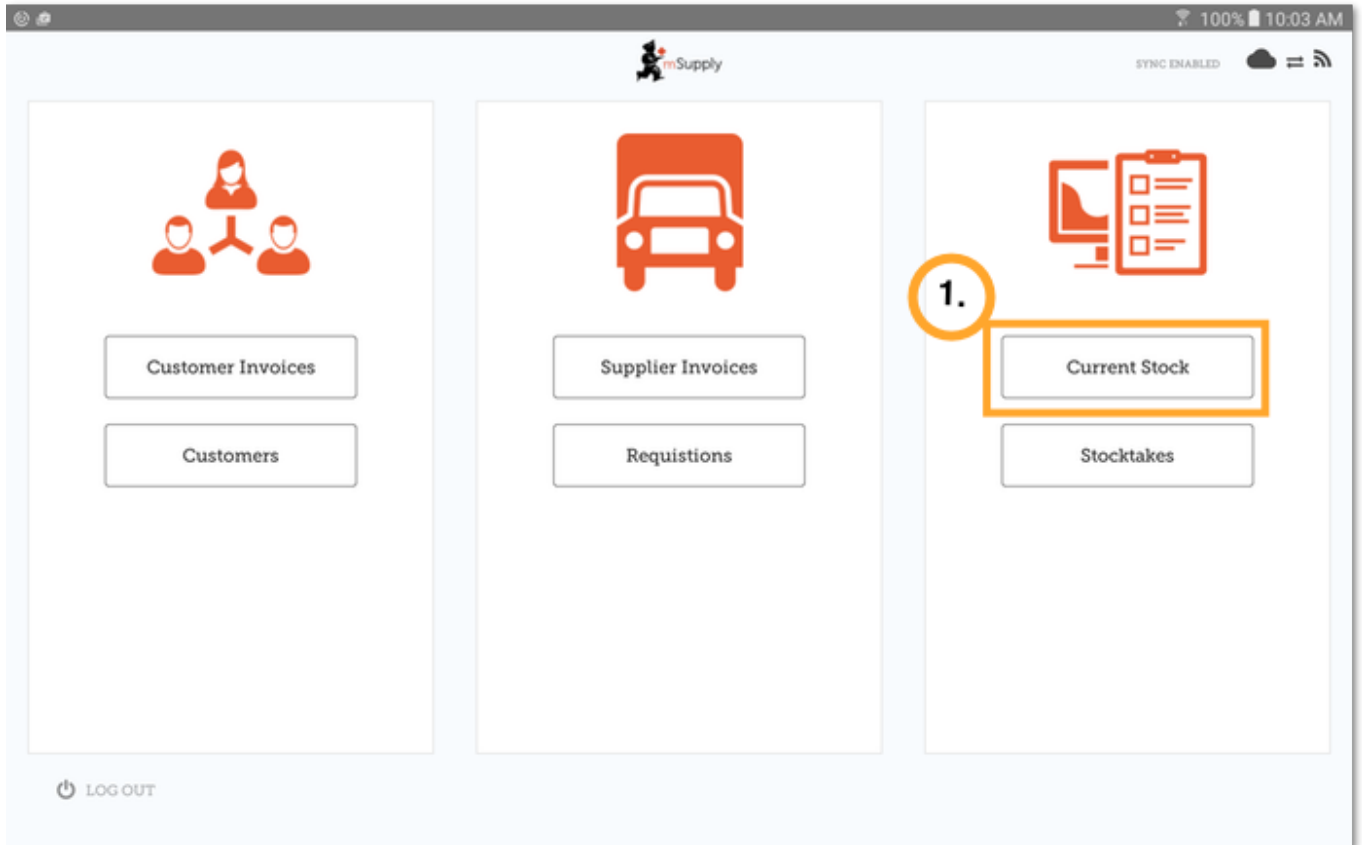 100% 10:03 AM
mSupply
SYNC ENABLED
1.
Customer Invoices
Supplier Invoices
Current Stock
Customers
Requistions
Stocktakes
LOG OUT